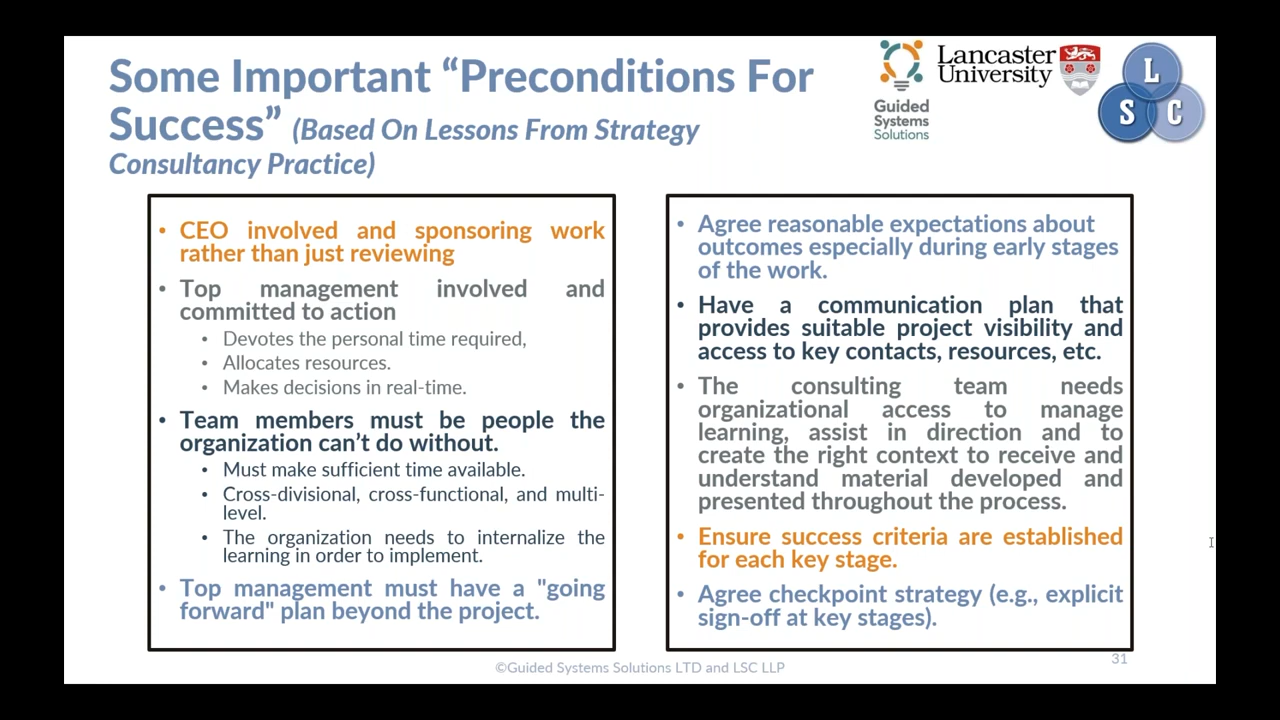 Some Important “Preconditions For
Success” (Based On Lessons From Strategy
Consultancy Practice)
Guided
Systems
Solutions
Lancaster
University
L
S
C
• CEO involved and sponsoring work
rather than just reviewing
• Top management involved and
committed to action
• Devotes the personal time required,
• Allocates resources.
• Makes decisions in real-time.
• Team members must be people the
organization can’t do without.
• Must make sufficient time available.
• Cross-divisional, cross-functional, and multi-
level.
• The organization needs to internalize the
learning in order to implement.
• Top management must have a "going
forward" plan beyond the project.
• Agree reasonable expectations about
outcomes especially during early stages
of the work.
• Have a communication plan that
provides suitable project visibility and
access to key contacts, resources, etc.
• The consulting team needs
organizational access to manage
learning, assist in direction and to
create the right context to receive and
understand material developed and
presented throughout the process.
• Ensure success criteria are established
for each key stage.
• Agree checkpoint strategy (e.g., explicit
sign-off at key stages).
©Guided Systems Solutions LTD and LSC LLP
31